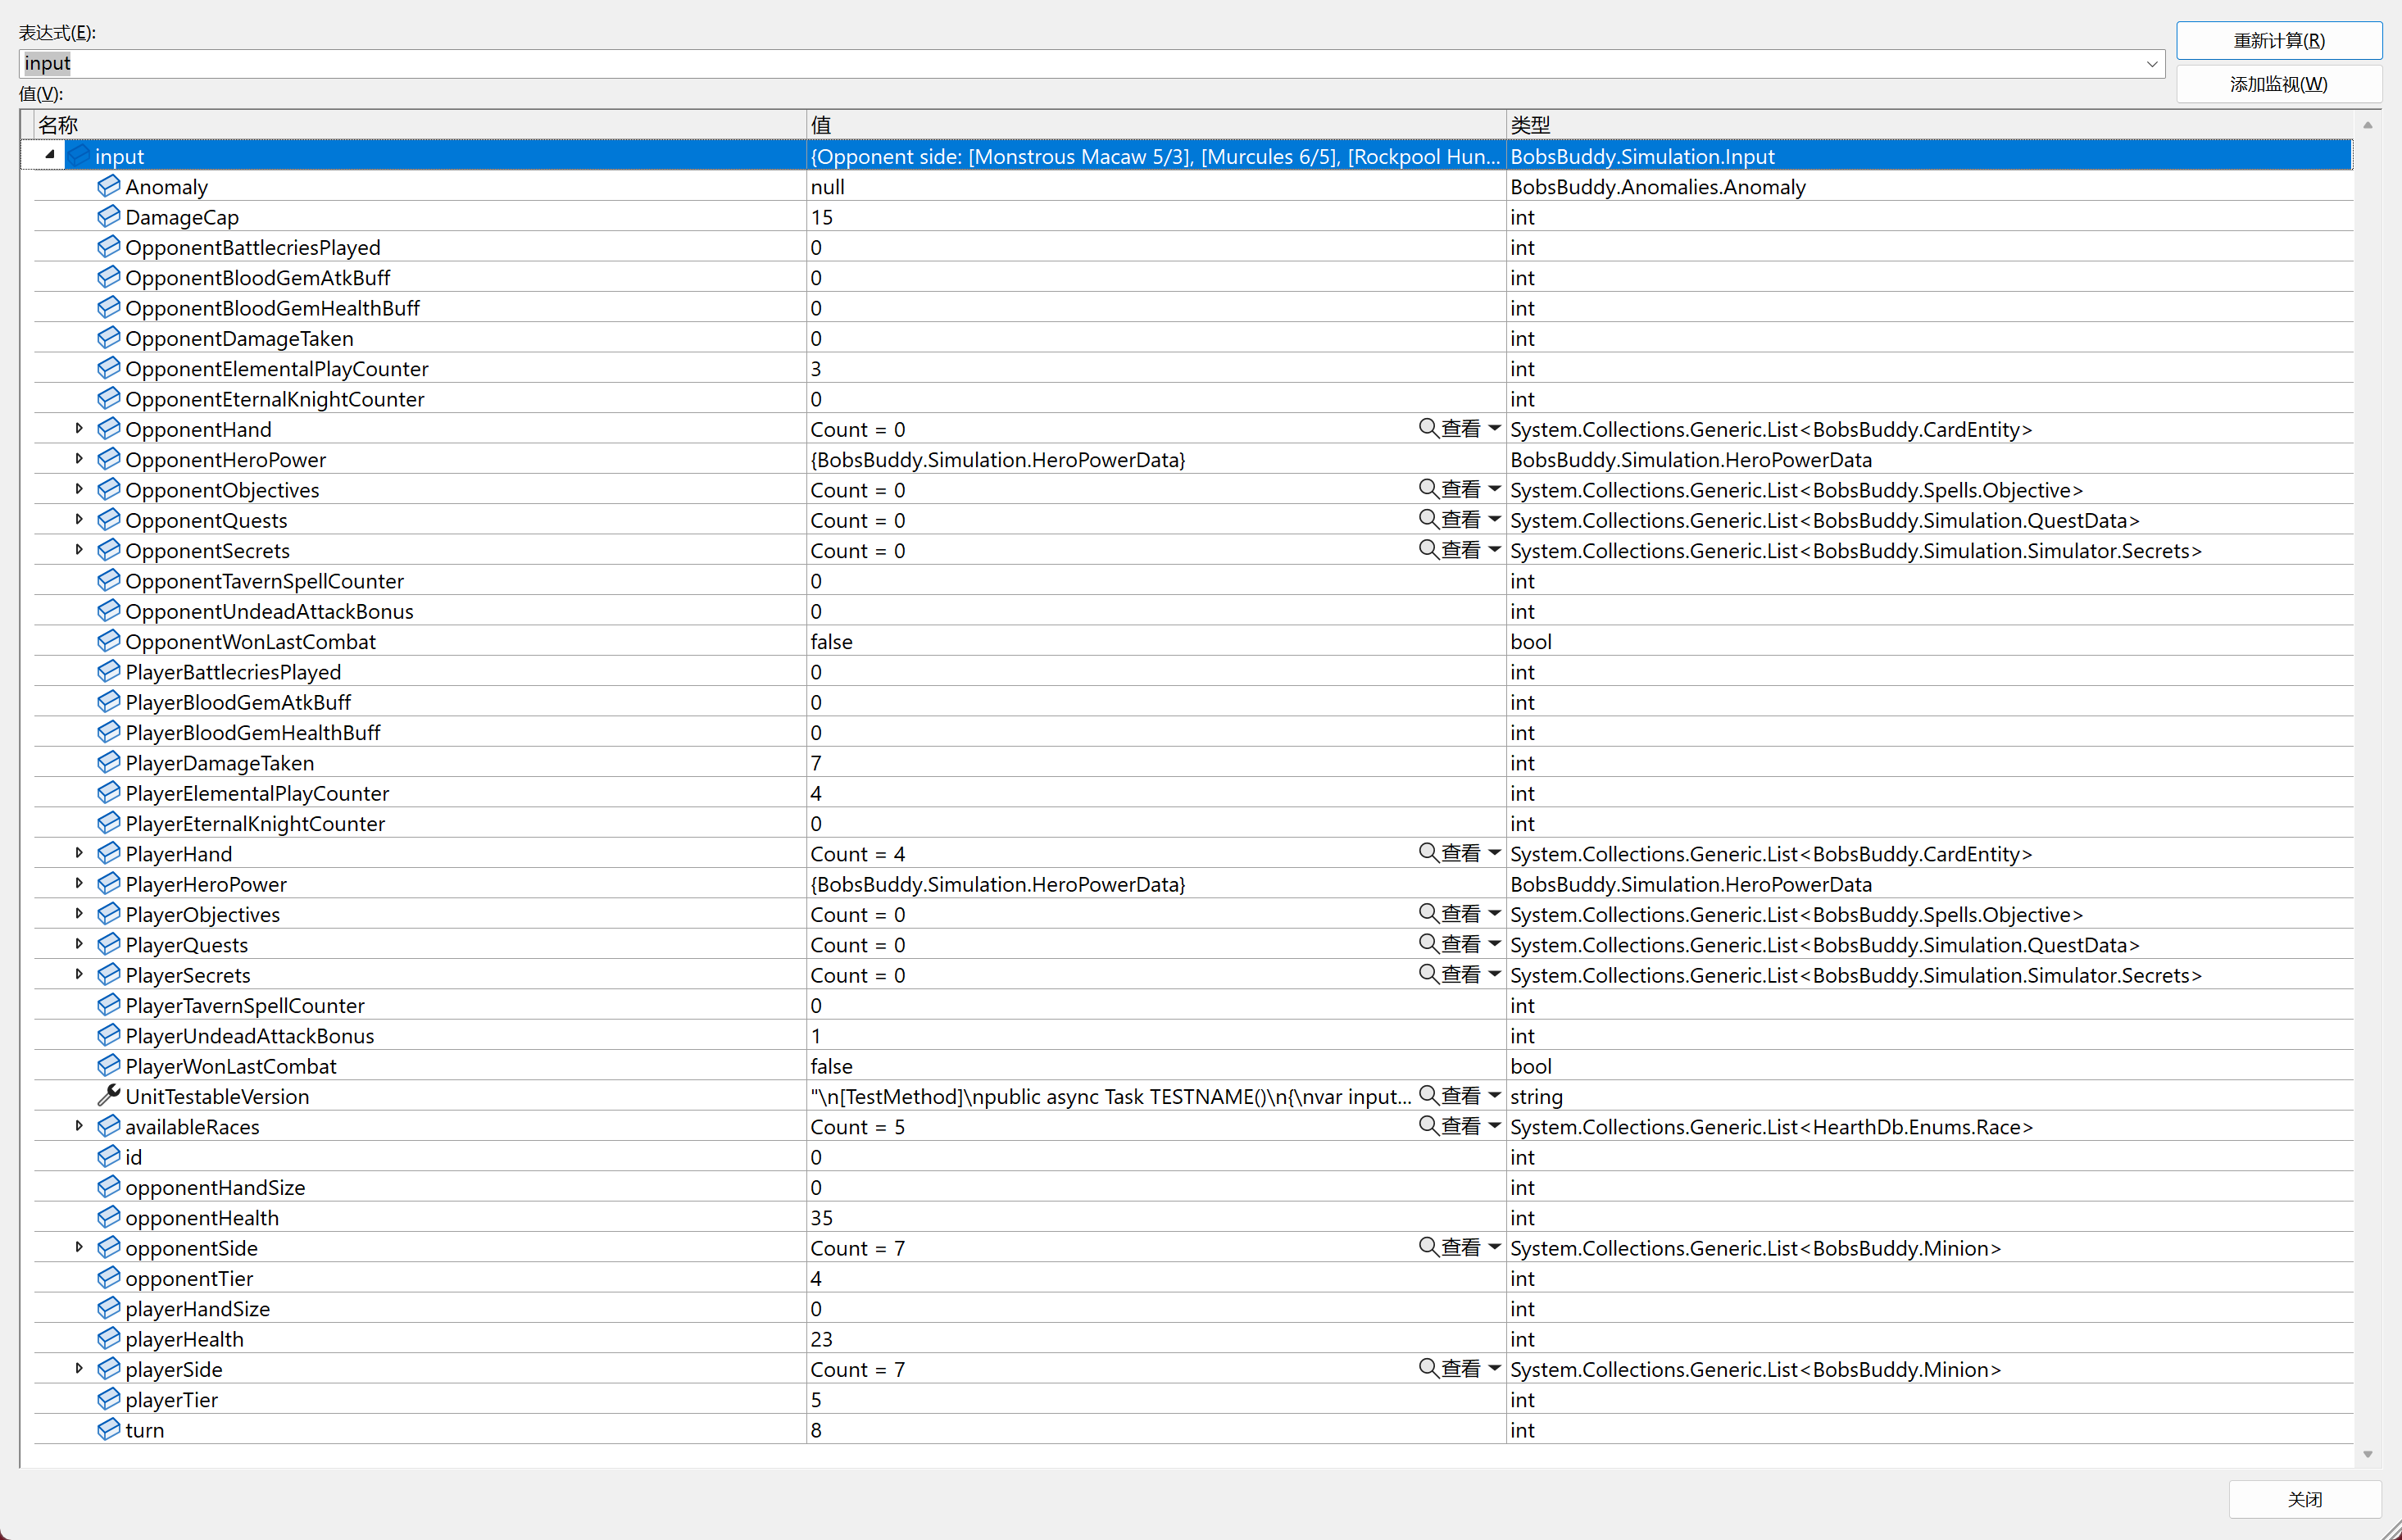 表达式(E):
input
重新计算(R)
添加监视(W)
值(V):
名称 值 类型
input {Opponent side: [Monstrous Macaw 5/3], [Murcules 6/5], [Rockpool Hun... BobsBuddy.Simulation.Input
Anomaly null BobsBuddy.Anomalies.Anomaly
DamageCap 15 int
OpponentBattlecriesPlayed 0 int
OpponentBloodGemAtkBuff 0 int
OpponentBloodGemHealthBuff 0 int
OpponentDamageTaken 0 int
OpponentElementalPlayCounter 3 int
OpponentEternalKnightCounter 0 int
OpponentHand Count = 0 查看 System.Collections.Generic.List<BobsBuddy.CardEntity>
OpponentHeroPower {BobsBuddy.Simulation.HeroPowerData} BobsBuddy.Simulation.HeroPowerData
OpponentObjectives Count = 0 查看 System.Collections.Generic.List<BobsBuddy.Spells.Objective>
OpponentQuests Count = 0 查看 System.Collections.Generic.List<BobsBuddy.Simulation.QuestData>
OpponentSecrets Count = 0 查看 System.Collections.Generic.List<BobsBuddy.Simulation.Simulator.Secrets>
OpponentTavernSpellCounter 0 int
OpponentUndeadAttackBonus 0 int
OpponentWonLastCombat false bool
PlayerBattlecriesPlayed 0 int
PlayerBloodGemAtkBuff 0 int
PlayerBloodGemHealthBuff 0 int
PlayerDamageTaken 7 int
PlayerElementalPlayCounter 4 int
PlayerEternalKnightCounter 0 int
PlayerHand Count = 4 查看 System.Collections.Generic.List<BobsBuddy.CardEntity>
PlayerHeroPower {BobsBuddy.Simulation.HeroPowerData} BobsBuddy.Simulation.HeroPowerData
PlayerObjectives Count = 0 查看 System.Collections.Generic.List<BobsBuddy.Spells.Objective>
PlayerQuests Count = 0 查看 System.Collections.Generic.List<BobsBuddy.Simulation.QuestData>
PlayerSecrets Count = 0 查看 System.Collections.Generic.List<BobsBuddy.Simulation.Simulator.Secrets>
PlayerTavernSpellCounter 0 int
PlayerUndeadAttackBonus 1 int
PlayerWonLastCombat false bool
UnitTestableVersion "\n[TestMethod]\npublic async Task TESTNAME()\n{\nvar input... 查看 string
availableRaces Count = 5 查看 System.Collections.Generic.List<HearthDb.Enums.Race>
id 0 int
opponentHandSize 0 int
opponentHealth 35 int
opponentSide Count = 7 查看 System.Collections.Generic.List<BobsBuddy.Minion>
opponentTier 4 int
playerHandSize 0 int
playerHealth 23 int
playerSide Count = 7 查看 System.Collections.Generic.List<BobsBuddy.Minion>
playerTier 5 int
turn 8 int
关闭